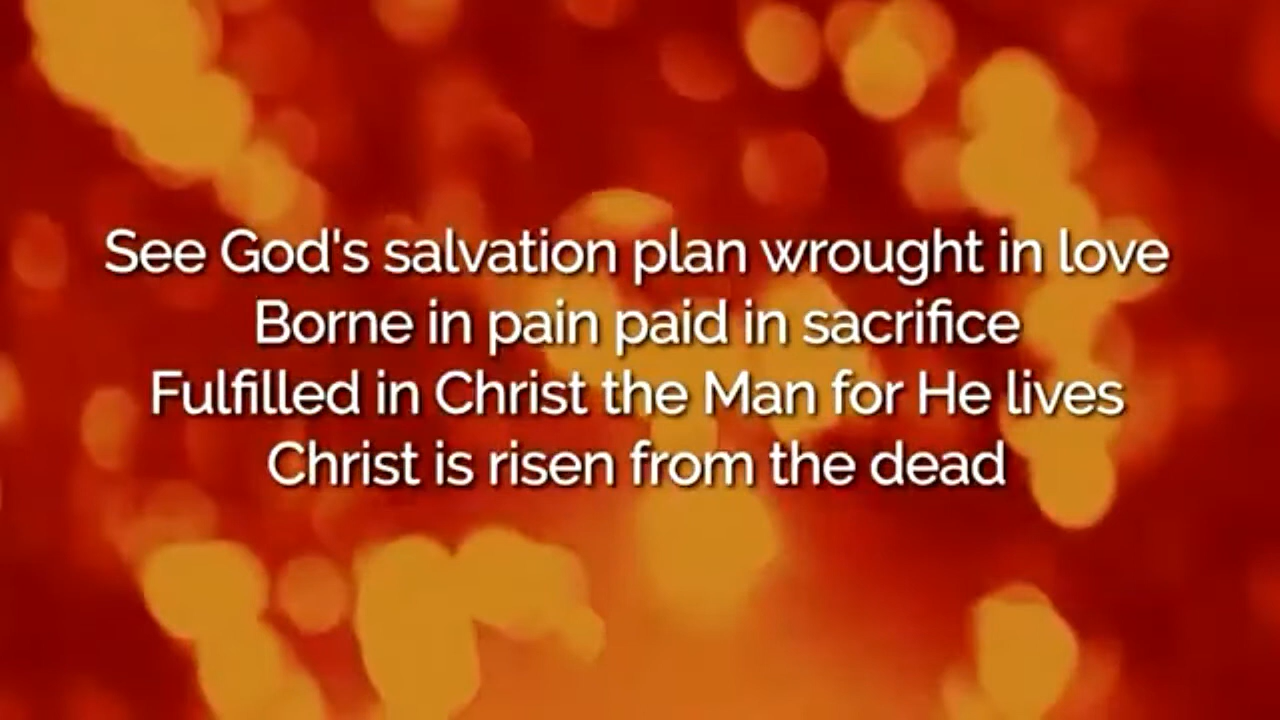 See God's salvation plan wrought in love
Borne in pain paid in sacrifice
Fulfilled in Christ the Man for He lives
Christ is risen from the dead